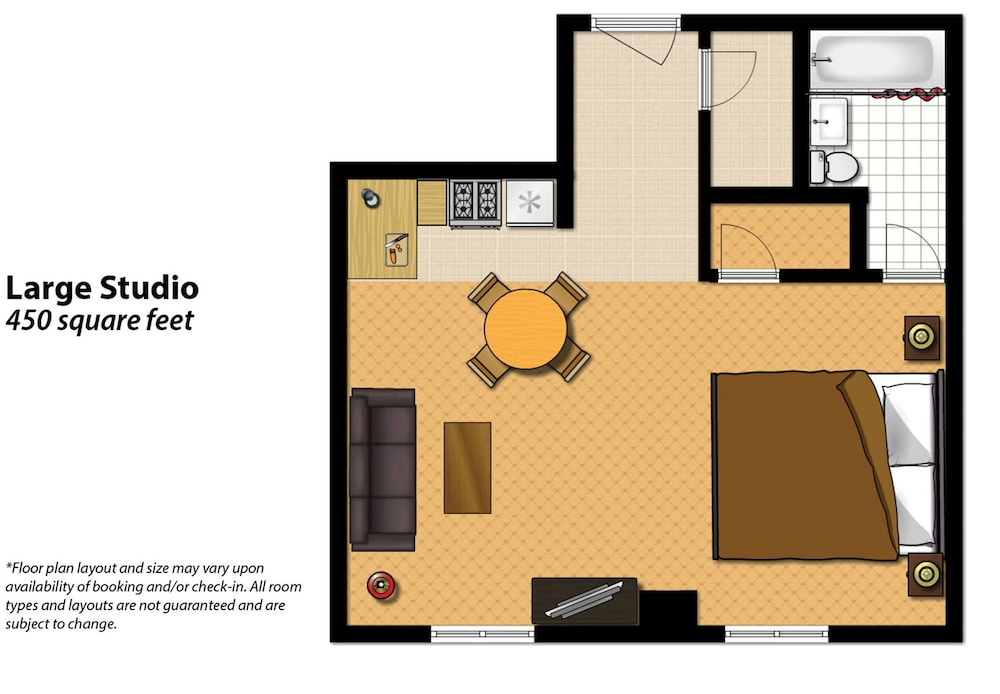 Large Studio
450 square feet
*Floor plan layout and size may vary upon
availability of booking and/or check-in. All room
types and layouts are not guaranteed and are
subject to change.